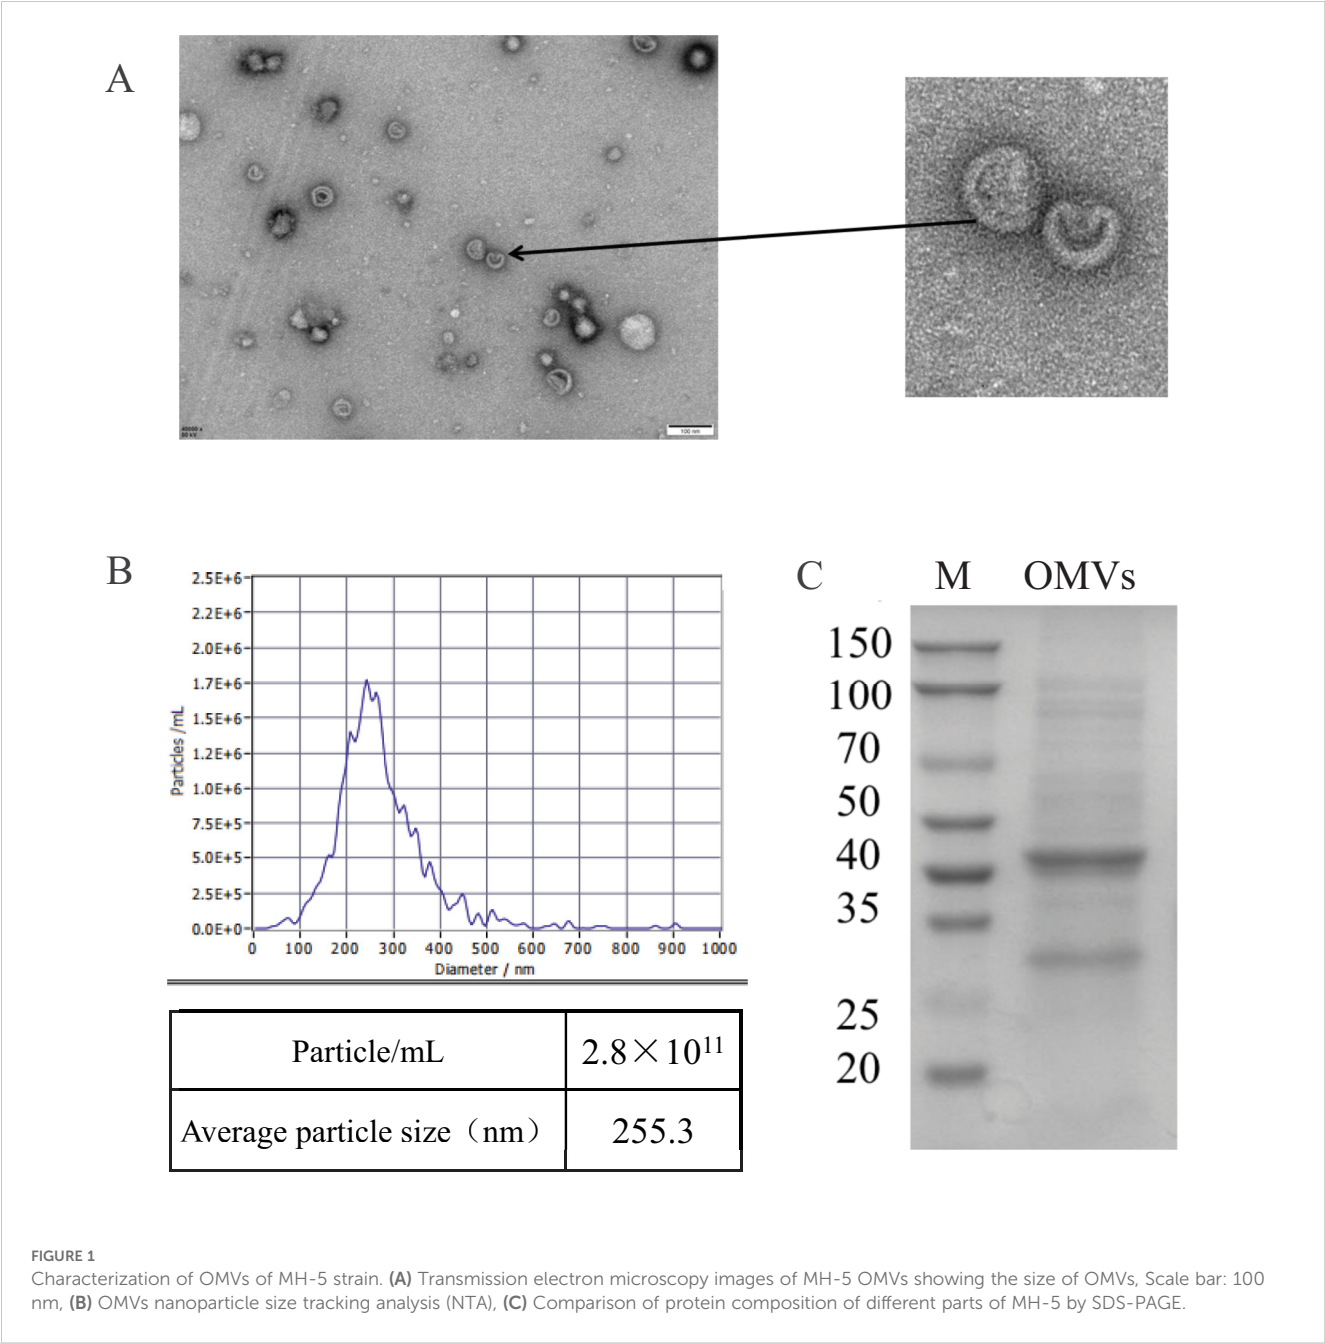 A
40000 x
80 kV
100 nm
B
2.5E+6
2.2E+6
2.0E+6
1.7E+6
1.5E+6
1.2E+6
1.0E+6
7.5E+5
5.0E+5
2.5E+5
0.0E+0
Particles /mL
0 100 200 300 400 500 600 700 800 900 1000
Diameter / nm
Particle/mL 2.8×10¹¹
Average particle size（nm） 255.3
C
M OMVs
150
100
70
50
40
35
25
20
FIGURE 1
Characterization of OMVs of MH-5 strain. (A) Transmission electron microscopy images of MH-5 OMVs showing the size of OMVs, Scale bar: 100
nm, (B) OMVs nanoparticle size tracking analysis (NTA), (C) Comparison of protein composition of different parts of MH-5 by SDS-PAGE.